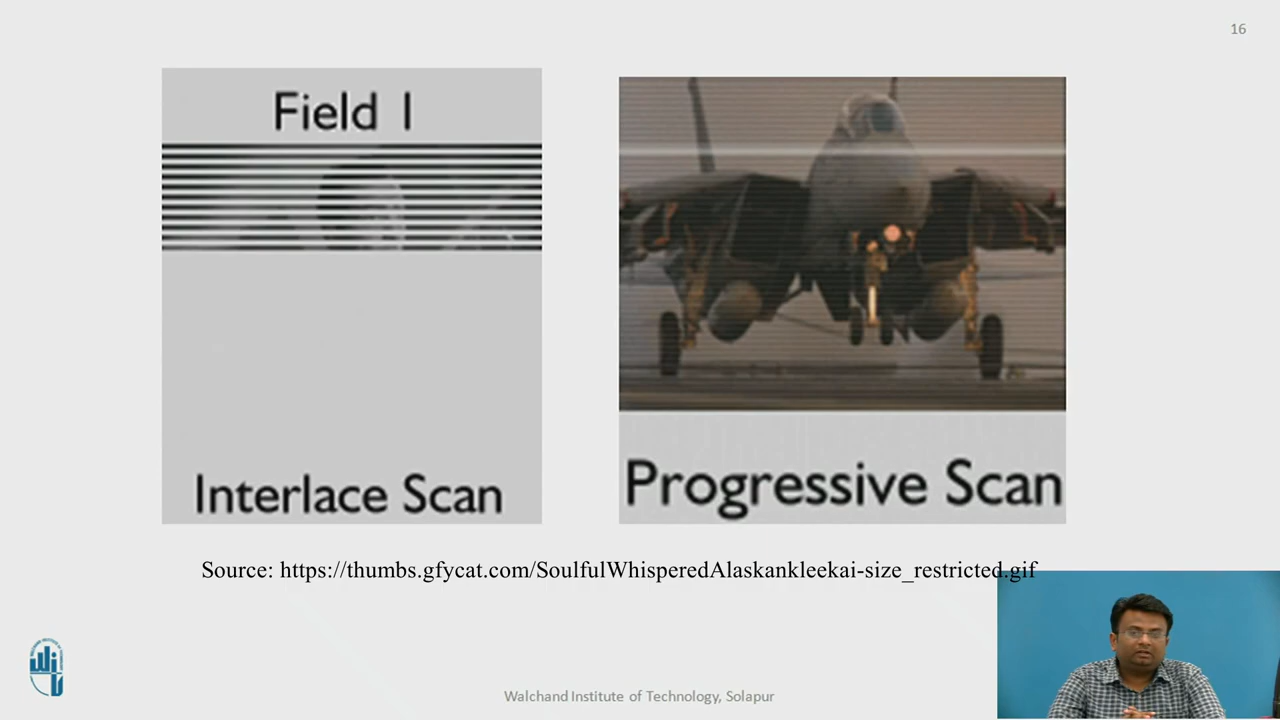 16
Field 1
Interlace Scan
Progressive Scan
Source: https://thumbs.gfycat.com/SoulfulWhisperedAlaskankleekai-size_restricted.gif
Walchand Institute of Technology, Solapur